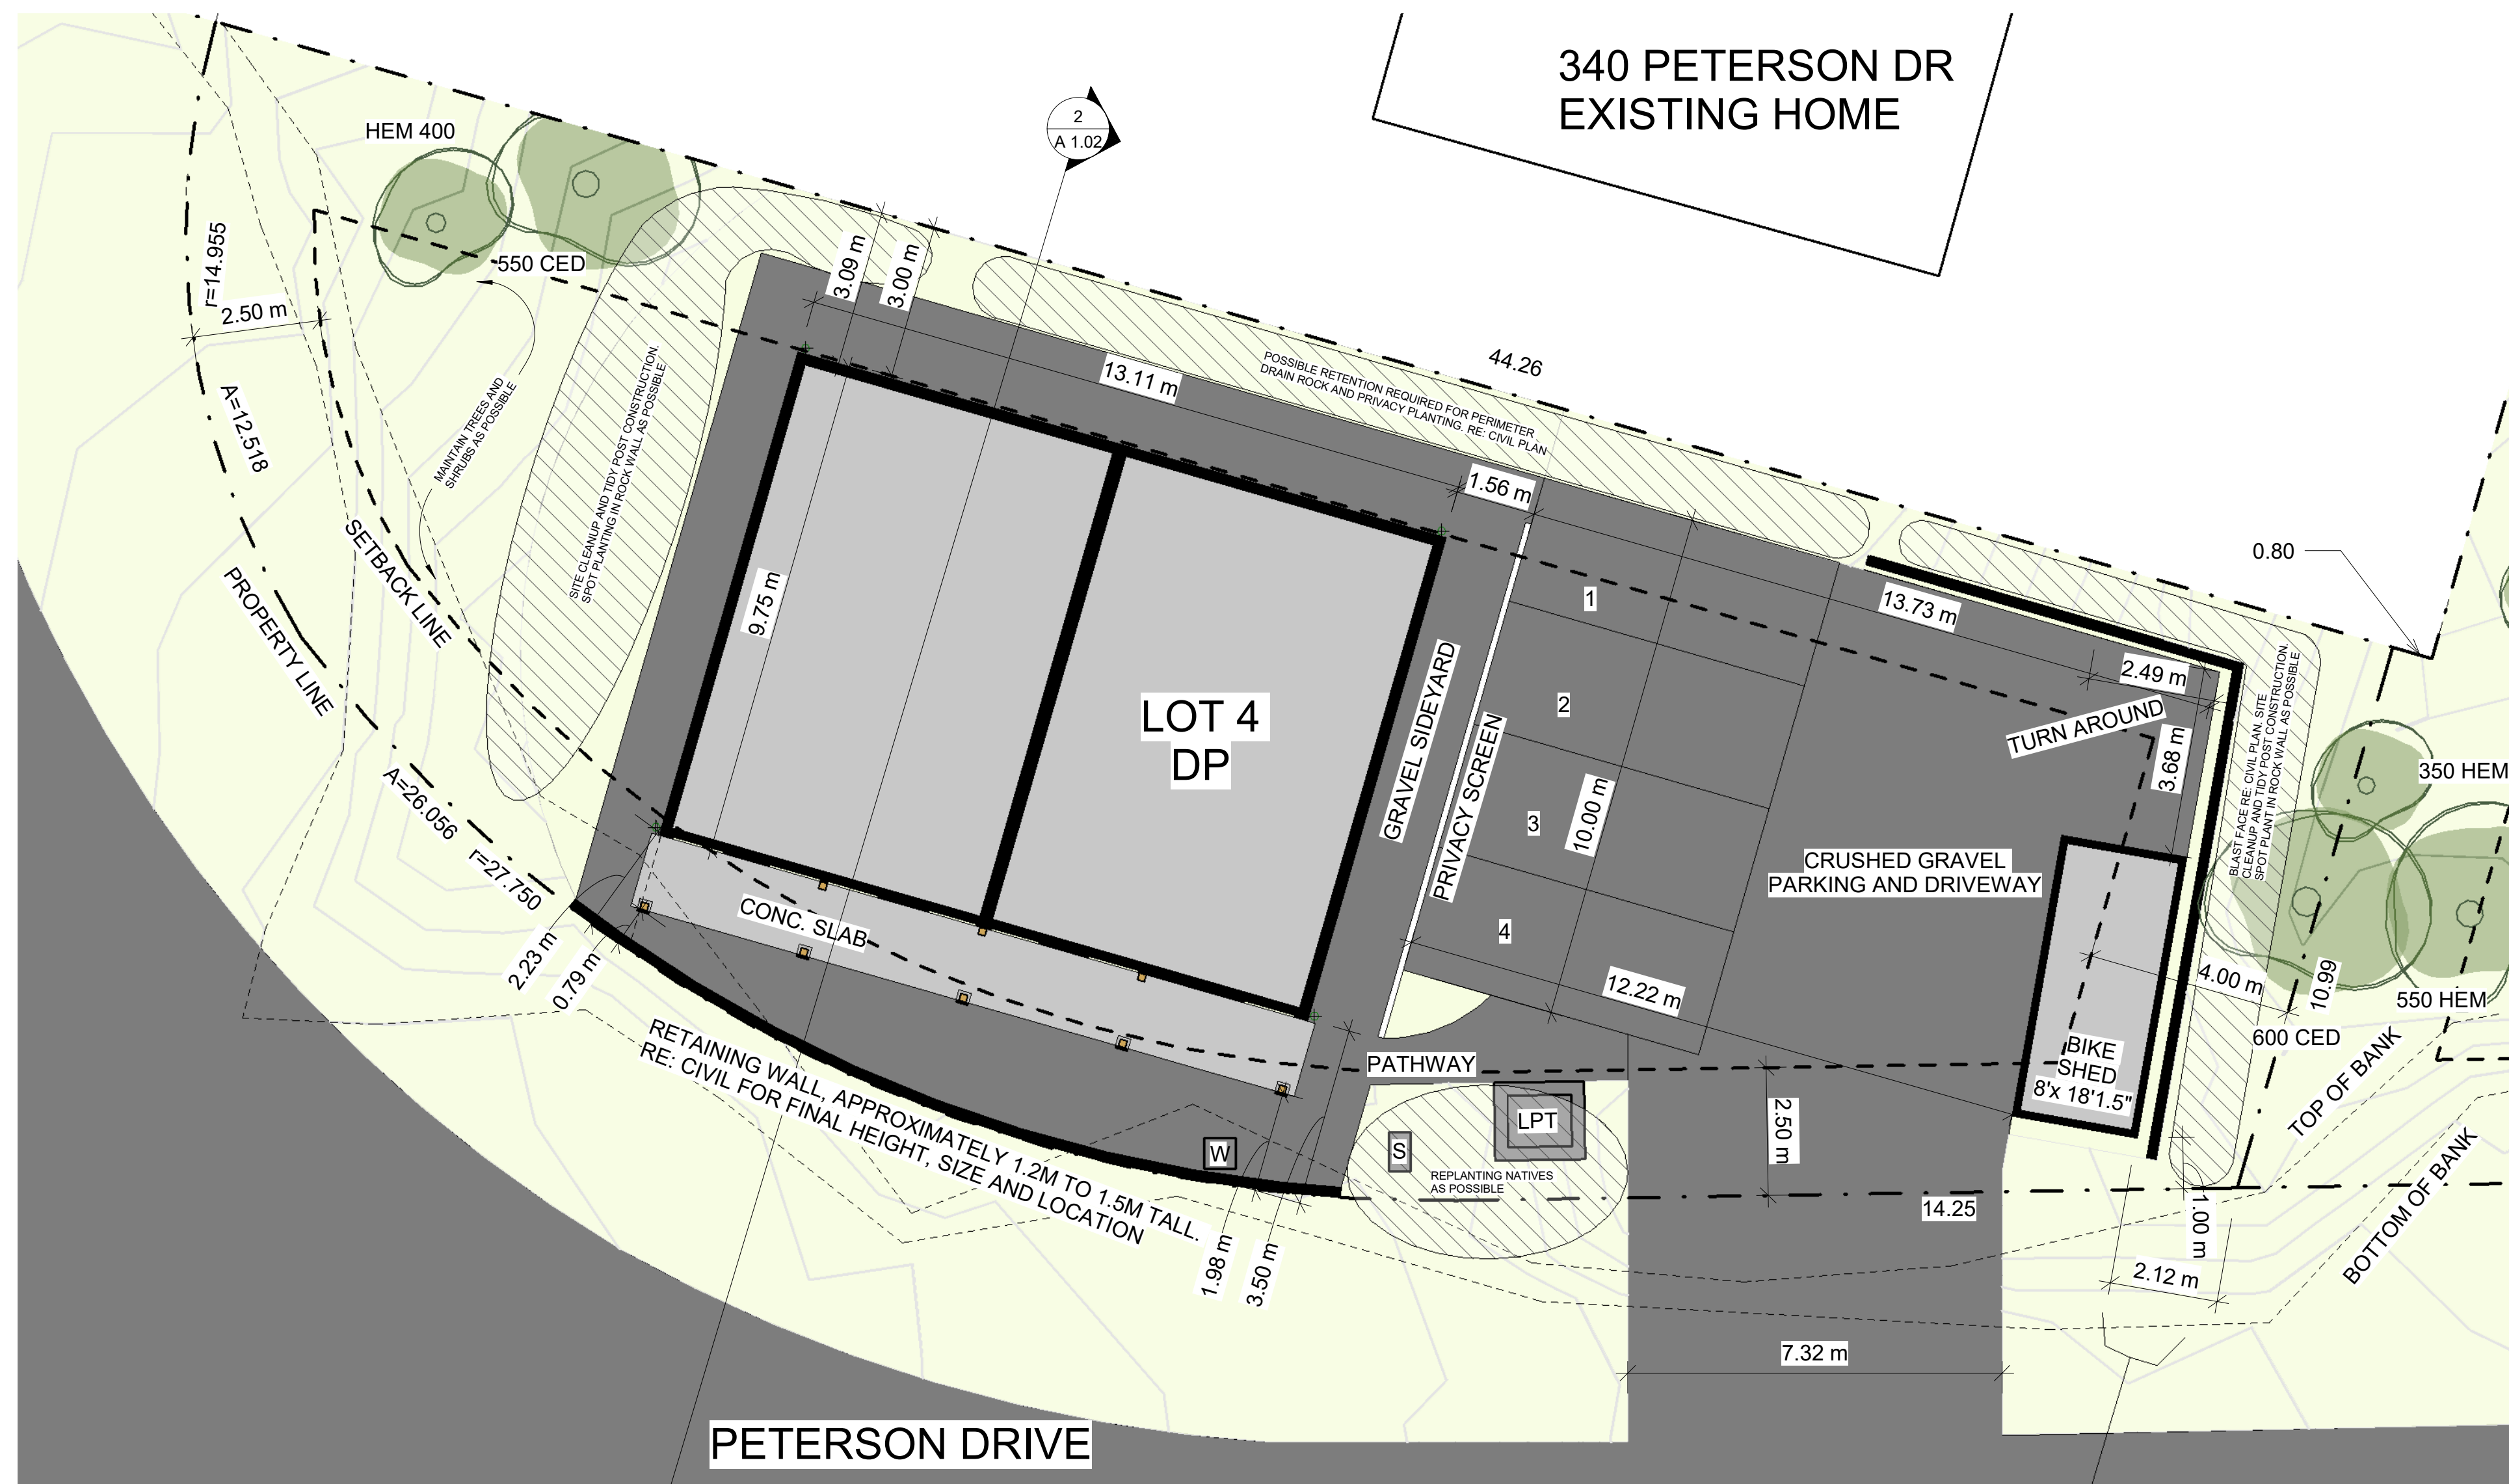 340 PETERSON DR
EXISTING HOME
2
A 1.02
HEM 400
550 CED
r=14.955
2.50 m
A=12.518
MAINTAIN TREES AND
SHRUBS AS POSSIBLE
SITE CLEANUP AND TIDY POST CONSTRUCTION.
SPOT PLANTING IN ROCK WALL AS POSSIBLE
3.09 m
3.00 m
13.11 m
44.26
POSSIBLE RETENTION REQUIRED FOR PERIMETER
DRAIN ROCK AND PRIVACY PLANTING. RE: CIVIL PLAN
1.56 m
0.80
13.73 m
2.49 m
TURN AROUND
3.68 m
SETBACK LINE
PROPERTY LINE
9.75 m
LOT 4
DP
GRAVEL SIDEYARD
PRIVACY SCREEN
1
2
3
4
10.00 m
CRUSHED GRAVEL
PARKING AND DRIVEWAY
BLAST FACE RE: CIVIL PLAN. SITE
CLEANUP AND TIDY POST CONSTRUCTION.
SPOT PLANT IN ROCK WALL AS POSSIBLE
350 HEM
A=26.056
r=27.750
CONC. SLAB
2.23 m
0.79 m
12.22 m
4.00 m
10.99
550 HEM
600 CED
RETAINING WALL, APPROXIMATELY 1.2M TO 1.5M TALL.
RE: CIVIL FOR FINAL HEIGHT, SIZE AND LOCATION
PATHWAY
BIKE
SHED
8'x 18'1.5"
TOP OF BANK
BOTTOM OF BANK
W
S
LPT
REPLANTING NATIVES
AS POSSIBLE
2.50 m
14.25
1.98 m
3.50 m
1.00 m
2.12 m
7.32 m
PETERSON DRIVE